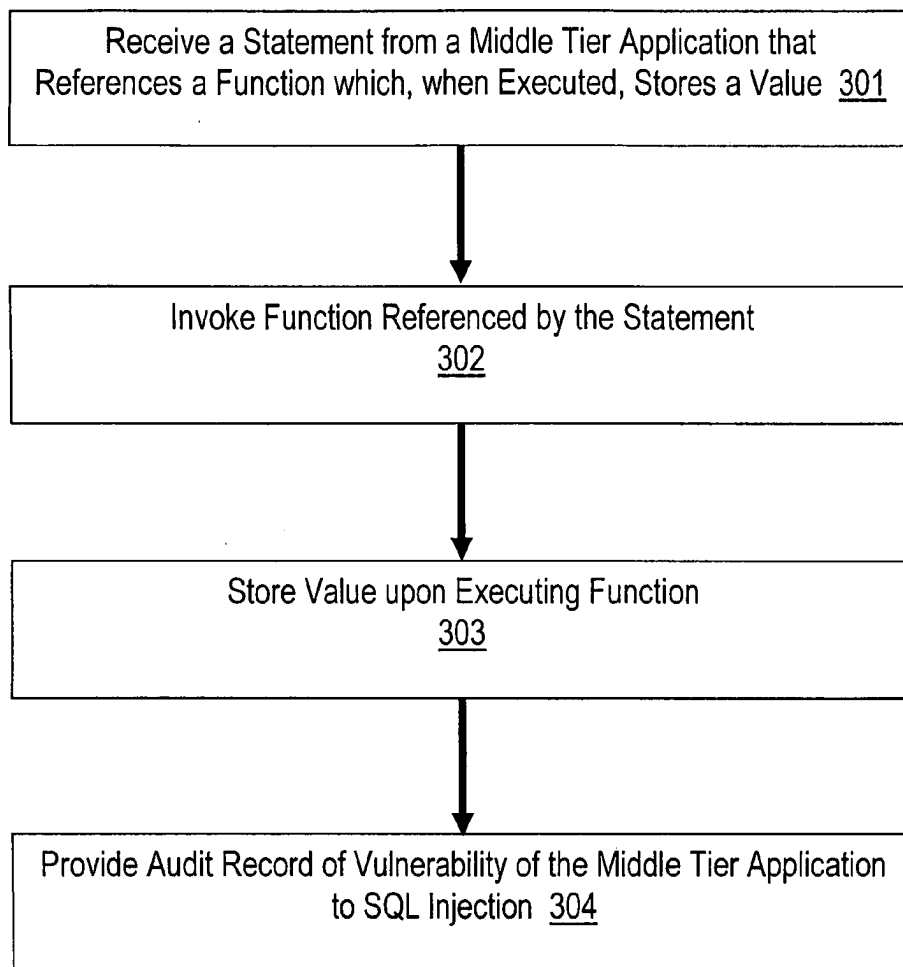 Receive a Statement from a Middle Tier Application that
References a Function which, when Executed, Stores a Value 301
Invoke Function Referenced by the Statement
302
Store Value upon Executing Function
303
Provide Audit Record of Vulnerability of the Middle Tier Application
to SQL Injection 304